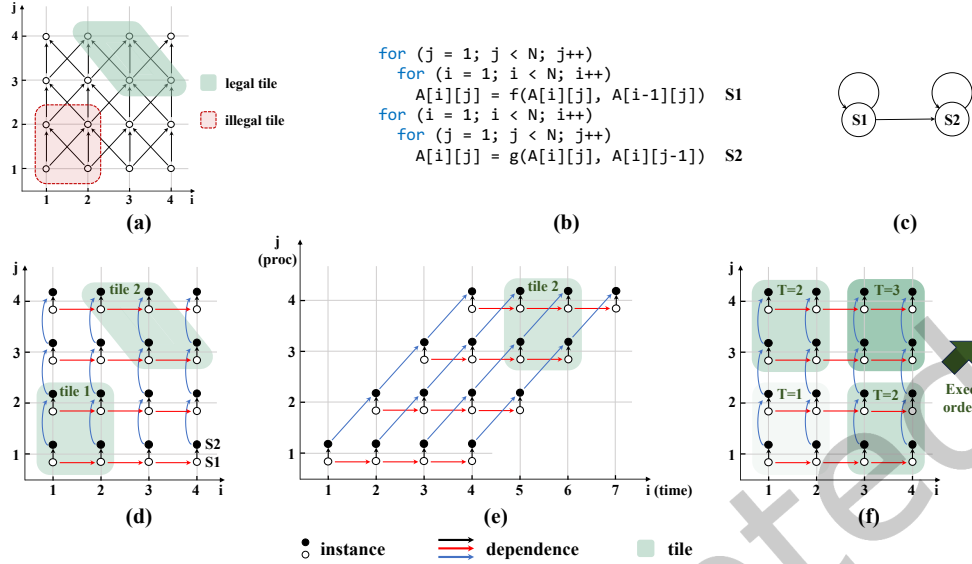 j
4
3
2
1
1 2 3 4 i
legal tile
illegal tile
(a)
for (j = 1; j < N; j++)
for (i = 1; i < N; i++)
A[i][j] = f(A[i][j], A[i-1][j]) S1
for (i = 1; i < N; i++)
for (j = 1; j < N; j++)
A[i][j] = g(A[i][j], A[i][j-1]) S2
(b)
S1 S2
(c)
j
4
3
2
1
tile 2
tile 1
S2
S1
1 2 3 4 i
(d)
j
(proc)
4
3
2
1
tile 2
1 2 3 4 5 6 7 i (time)
(e)
j
4
3
2
1
T=2 T=3
T=1 T=2
1 2 3 4 i
(f)
instance dependence tile